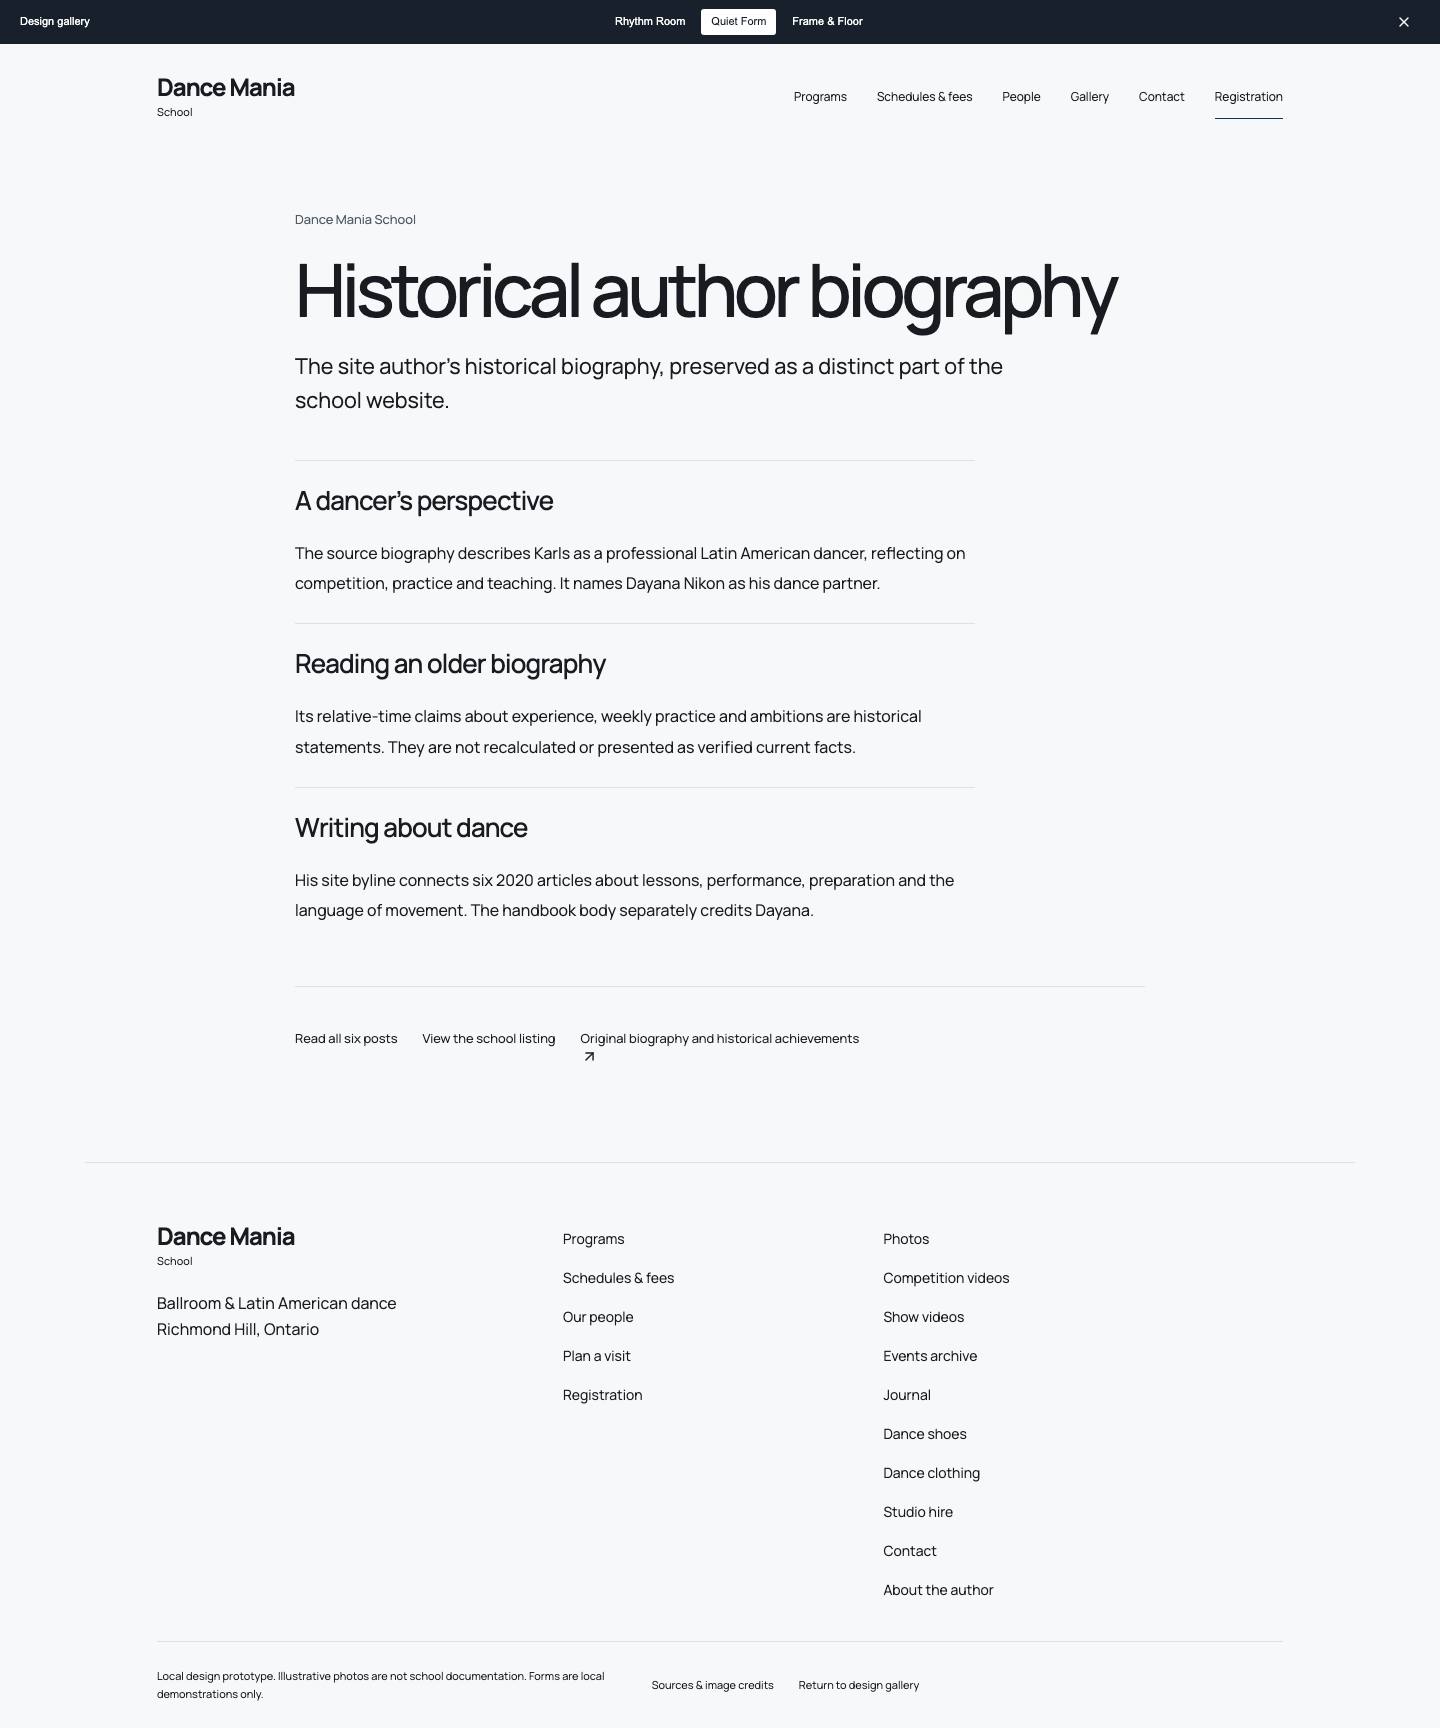 Design gallery
Rhythm Room
Quiet Form
Frame & Floor
Dance Mania
School
Programs
Schedules & fees
People
Gallery
Contact
Registration
Dance Mania School
Historical author biography
The site author’s historical biography, preserved as a distinct part of the
school website.
A dancer’s perspective
The source biography describes Karls as a professional Latin American dancer, reflecting on
competition, practice and teaching. It names Dayana Nikon as his dance partner.
Reading an older biography
Its relative-time claims about experience, weekly practice and ambitions are historical
statements. They are not recalculated or presented as verified current facts.
Writing about dance
His site byline connects six 2020 articles about lessons, performance, preparation and the
language of movement. The handbook body separately credits Dayana.
Read all six posts
View the school listing
Original biography and historical achievements
Dance Mania
School
Ballroom & Latin American dance
Richmond Hill, Ontario
Programs
Schedules & fees
Our people
Plan a visit
Registration
Photos
Competition videos
Show videos
Events archive
Journal
Dance shoes
Dance clothing
Studio hire
Contact
About the author
Local design prototype. Illustrative photos are not school documentation. Forms are local
demonstrations only.
Sources & image credits
Return to design gallery